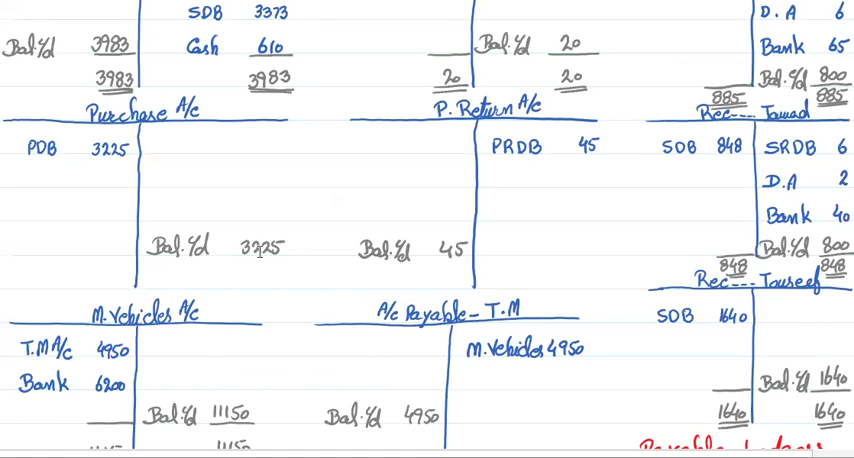 SDB 3373
Bal. c/d 3983 Cash 610
3983 3983
Bal. c/d 20
20 20
D.A 6
Bank 65
Bal. c/d 800
885 885
Purchase A/c
PDB 3225
Bal. c/d 3225
P. Return A/c
PRDB 45
Bal. c/d 45
Rec----
SDB 848 SRDB 6
D.A 2
Bank 40
Bal. c/d 800
848 848
M. Vehicles A/c
T.M A/c 4950
Bank 6200
Bal. c/d 11150
11150
A/c Payable - T.M
M. Vehicles 4950
Bal. c/d 4950
Rec---- Touseef
SDB 1640
Bal. c/d 1640
1640 1640